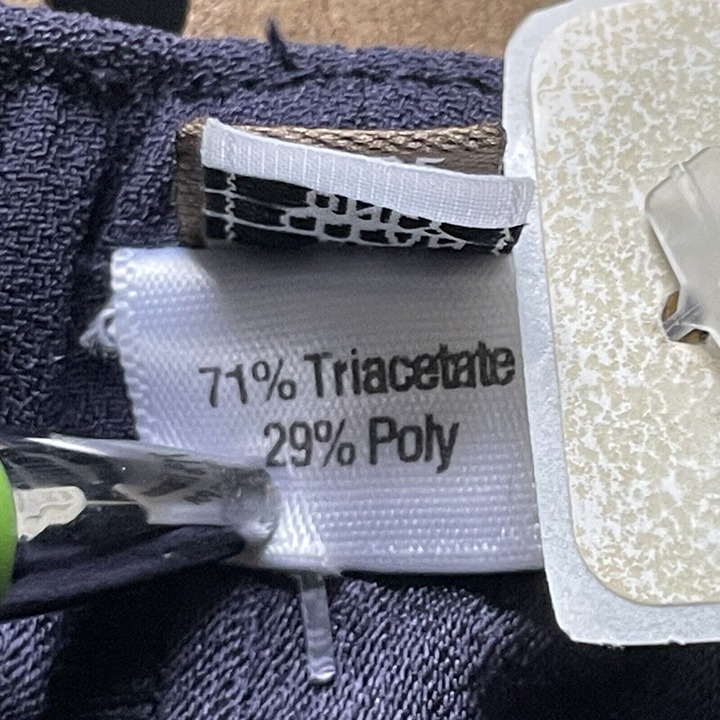 71% Triacetate
29% Poly